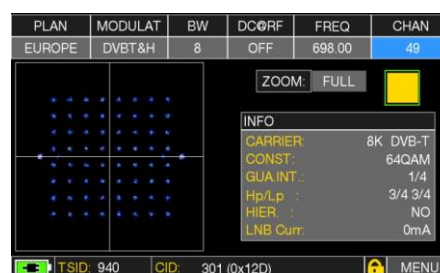 PLAN MODULAT BW DC@RF FREQ CHAN
EUROPE DVBT&H 8 OFF 698.00 49
ZOOM: FULL
INFO
CARRIER: 8K DVB-T
CONST: 64QAM
GUA.INT.: 1/4
Hp/Lp : 3/4 3/4
HIER. : NO
LNB Curr: 0mA
TSID: 940 CID: 301 (0x12D) MENU